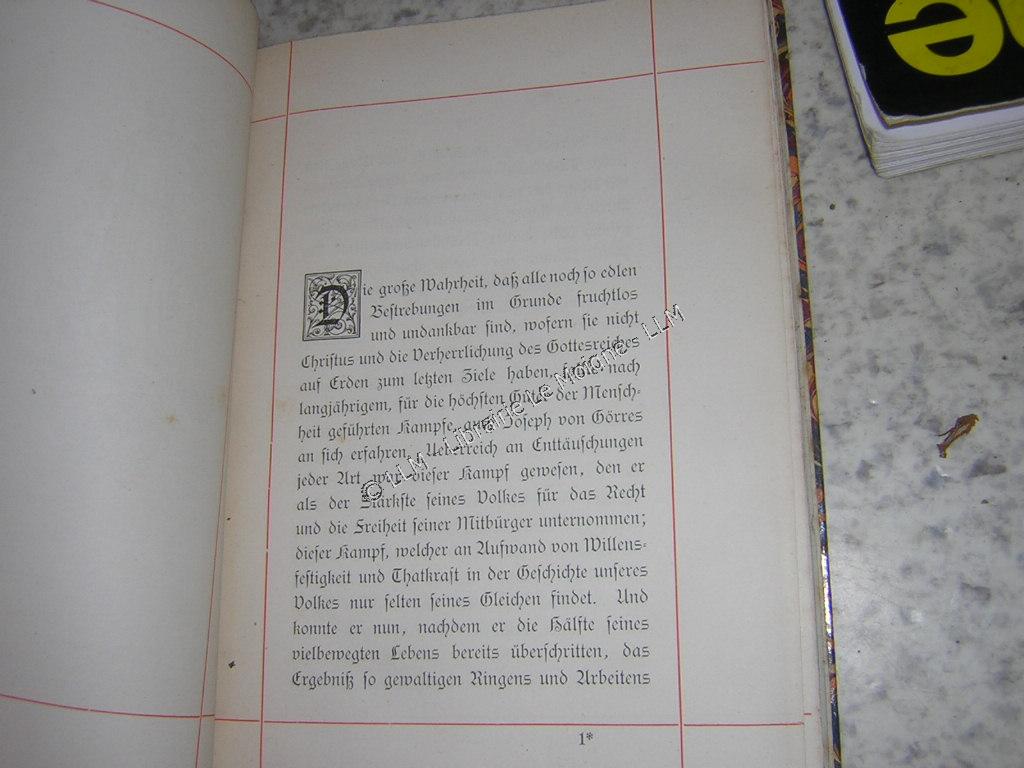 Die große Wahrheit, daß alle noch so edlen
Bestrebungen im Grunde fruchtlos
und undankbar sind, wofern sie nicht
Christus und die Verherrlichung des Gottesreiches
auf Erden zum letzten Ziele haben, nach
langjährigem, für die höchsten Güter der Mensch-
heit geführten Kampfe, auch Joseph von Görres
an sich erfahren. Ueberreich an Enttäuschungen
jeder Art war dieser Kampf gewesen, den er
als der Stärkste seines Volkes für das Recht
und die Freiheit seiner Mitbürger unternommen;
dieser Kampf, welcher an Aufwand von Willens-
festigkeit und Thatkraft in der Geschichte unseres
Volkes nur selten seines Gleichen findet. Und
konnte er nun, nachdem er die Hälfte seines
vielbewegten Lebens bereits überschritten, das
Ergebniß so gewaltigen Ringens und Arbeitens
1*
© LLM - Librairie Le Moigne - LLM
e